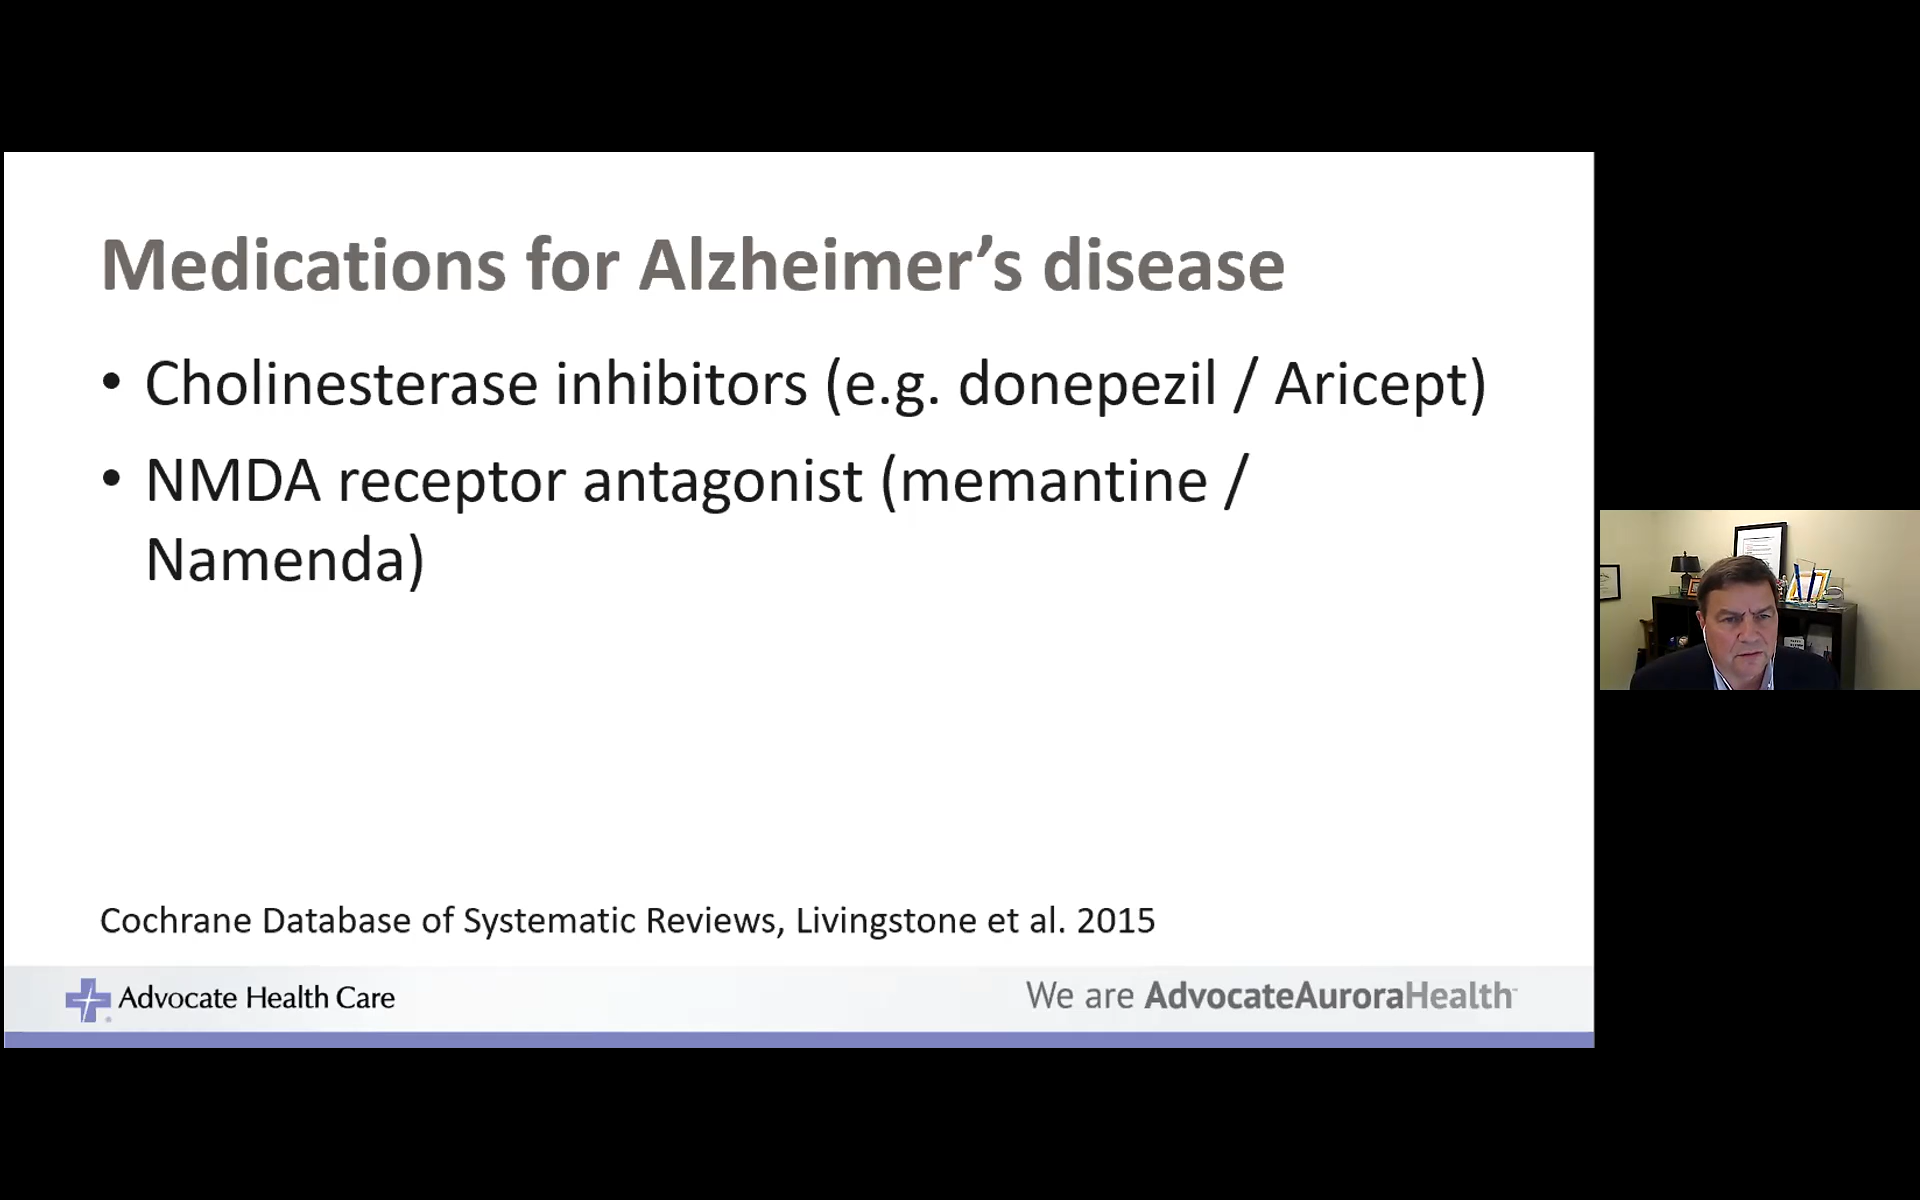 Medications for Alzheimer’s disease
• Cholinesterase inhibitors (e.g. donepezil / Aricept)
• NMDA receptor antagonist (memantine /
Namenda)
Cochrane Database of Systematic Reviews, Livingstone et al. 2015
Advocate Health Care
We are AdvocateAuroraHealth